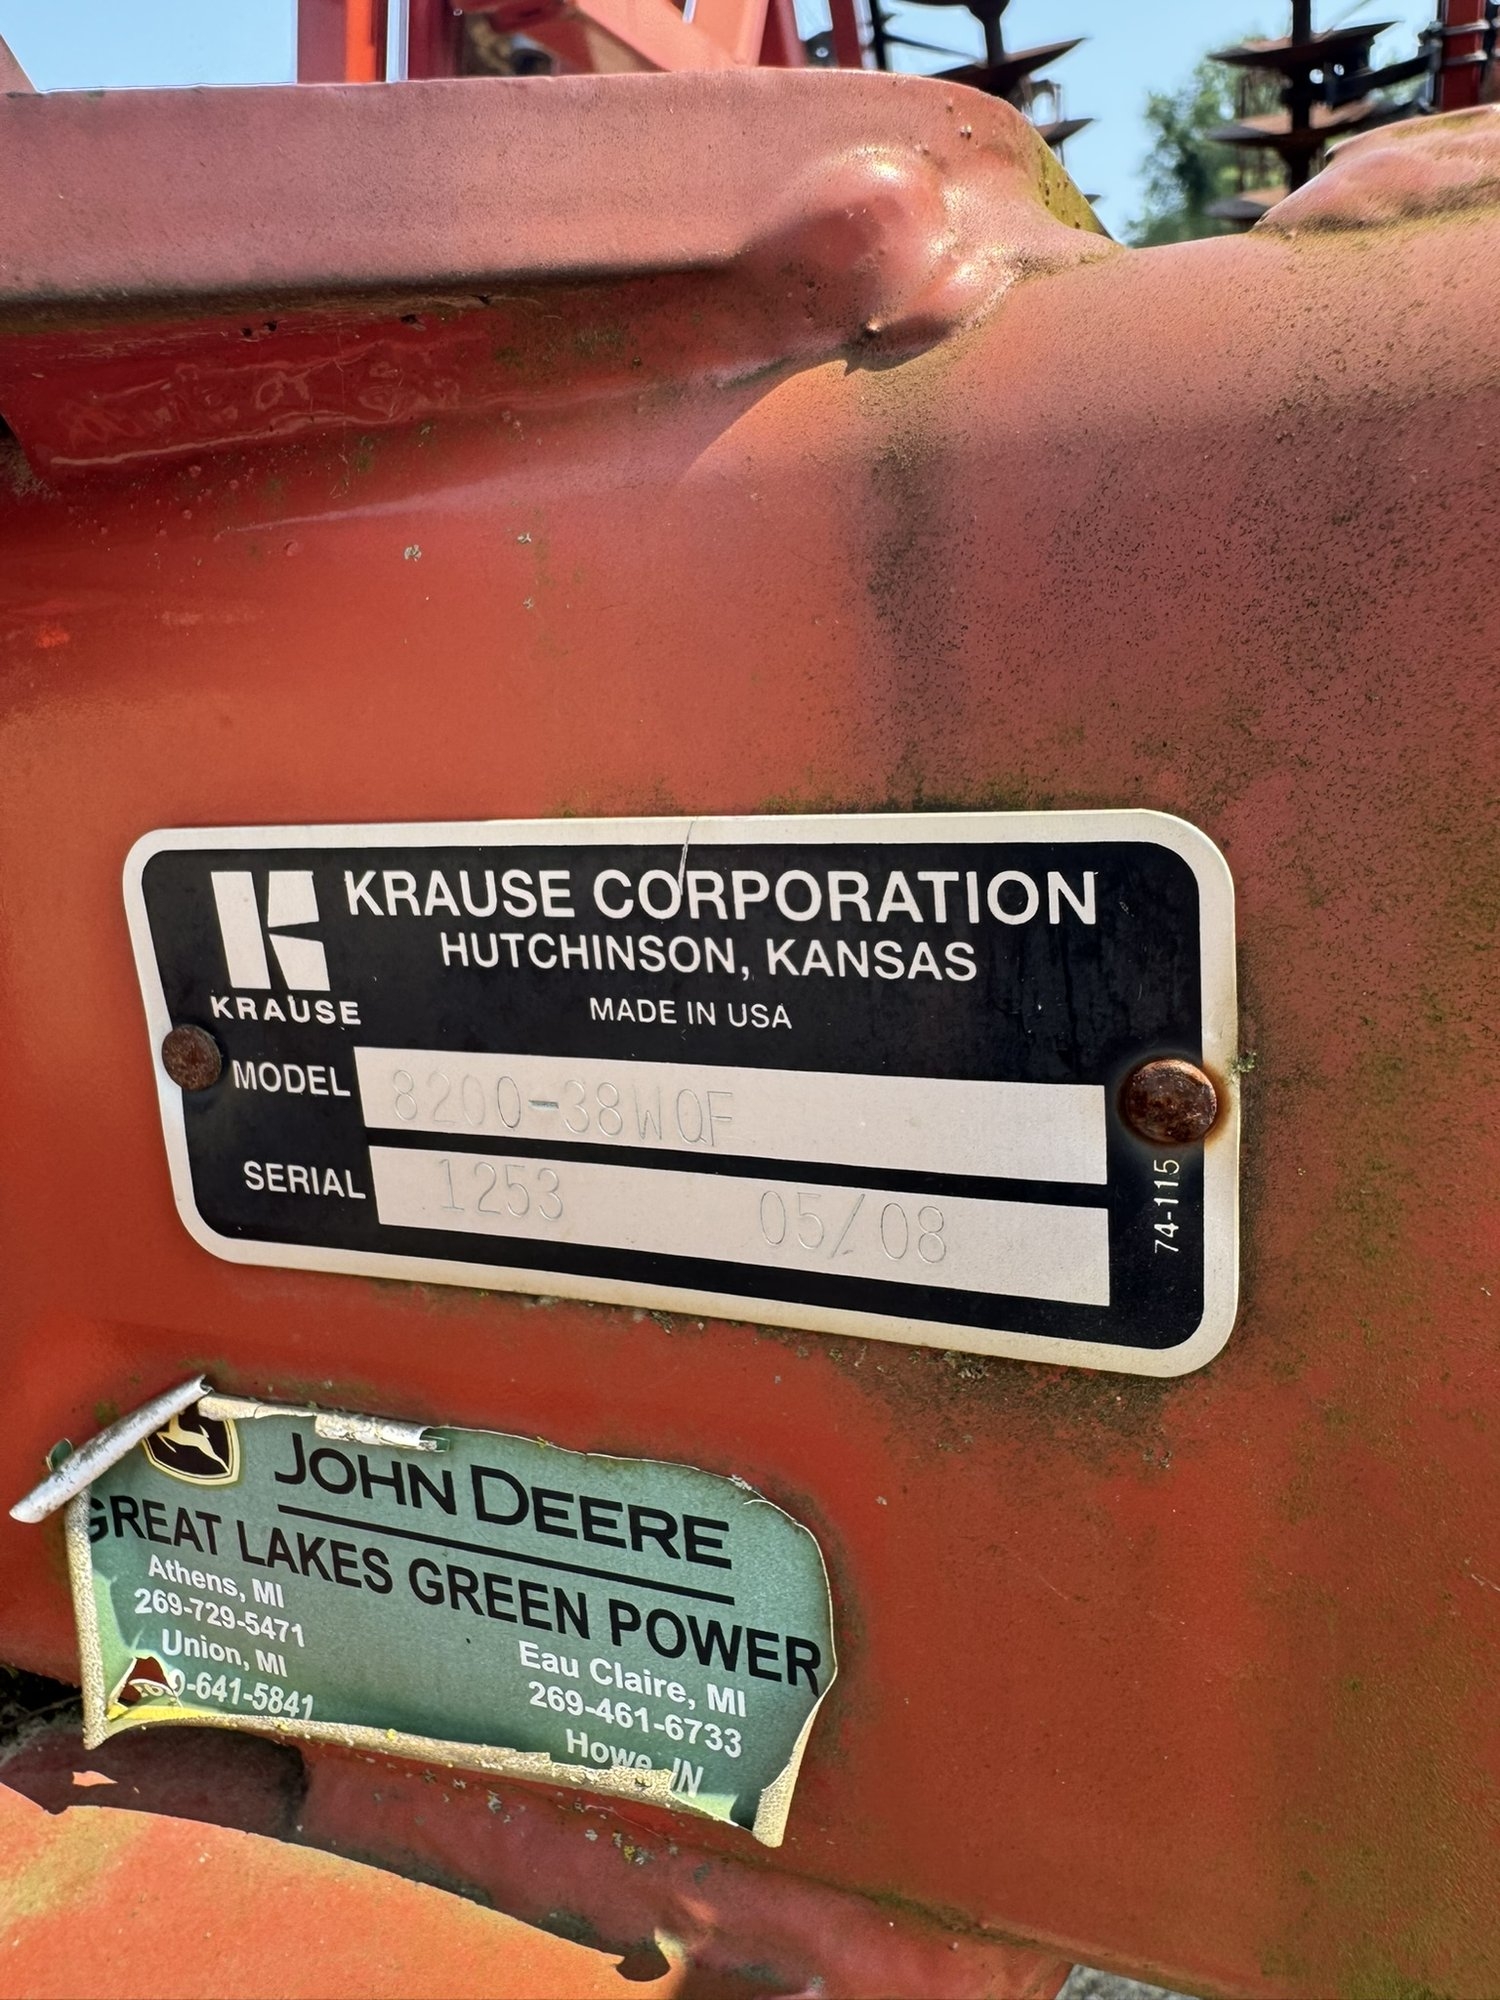 KRAUSE CORPORATION
HUTCHINSON, KANSAS
MADE IN USA
KRAUSE
MODEL 8200-38WQF
SERIAL 1253 05/08
74-115
JOHN DEERE
GREAT LAKES GREEN POWER
Athens, MI
269-729-5471
Union, MI
-641-5841
Eau Claire, MI
269-461-6733
Howe, IN